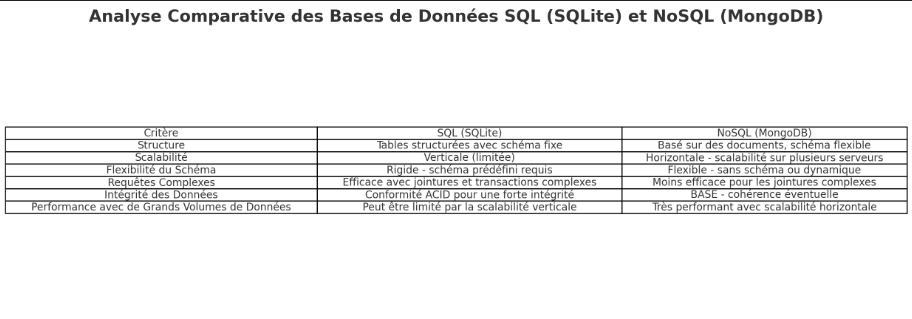 Analyse Comparative des Bases de Données SQL (SQLite) et NoSQL (MongoDB)
Critère SQL (SQLite) NoSQL (MongoDB)
Structure Tables structurées avec schéma fixe Basé sur des documents, schéma flexible
Scalabilité Verticale (limitée) Horizontale - scalabilité sur plusieurs serveurs
Flexibilité du Schéma Rigide - schéma prédéfini requis Flexible - sans schéma ou dynamique
Requêtes Complexes Efficace avec jointures et transactions complexes Moins efficace pour les jointures complexes
Intégrité des Données Conformité ACID pour une forte intégrité BASE - cohérence éventuelle
Performance avec de Grands Volumes de Données Peut être limité par la scalabilité verticale Très performant avec scalabilité horizontale